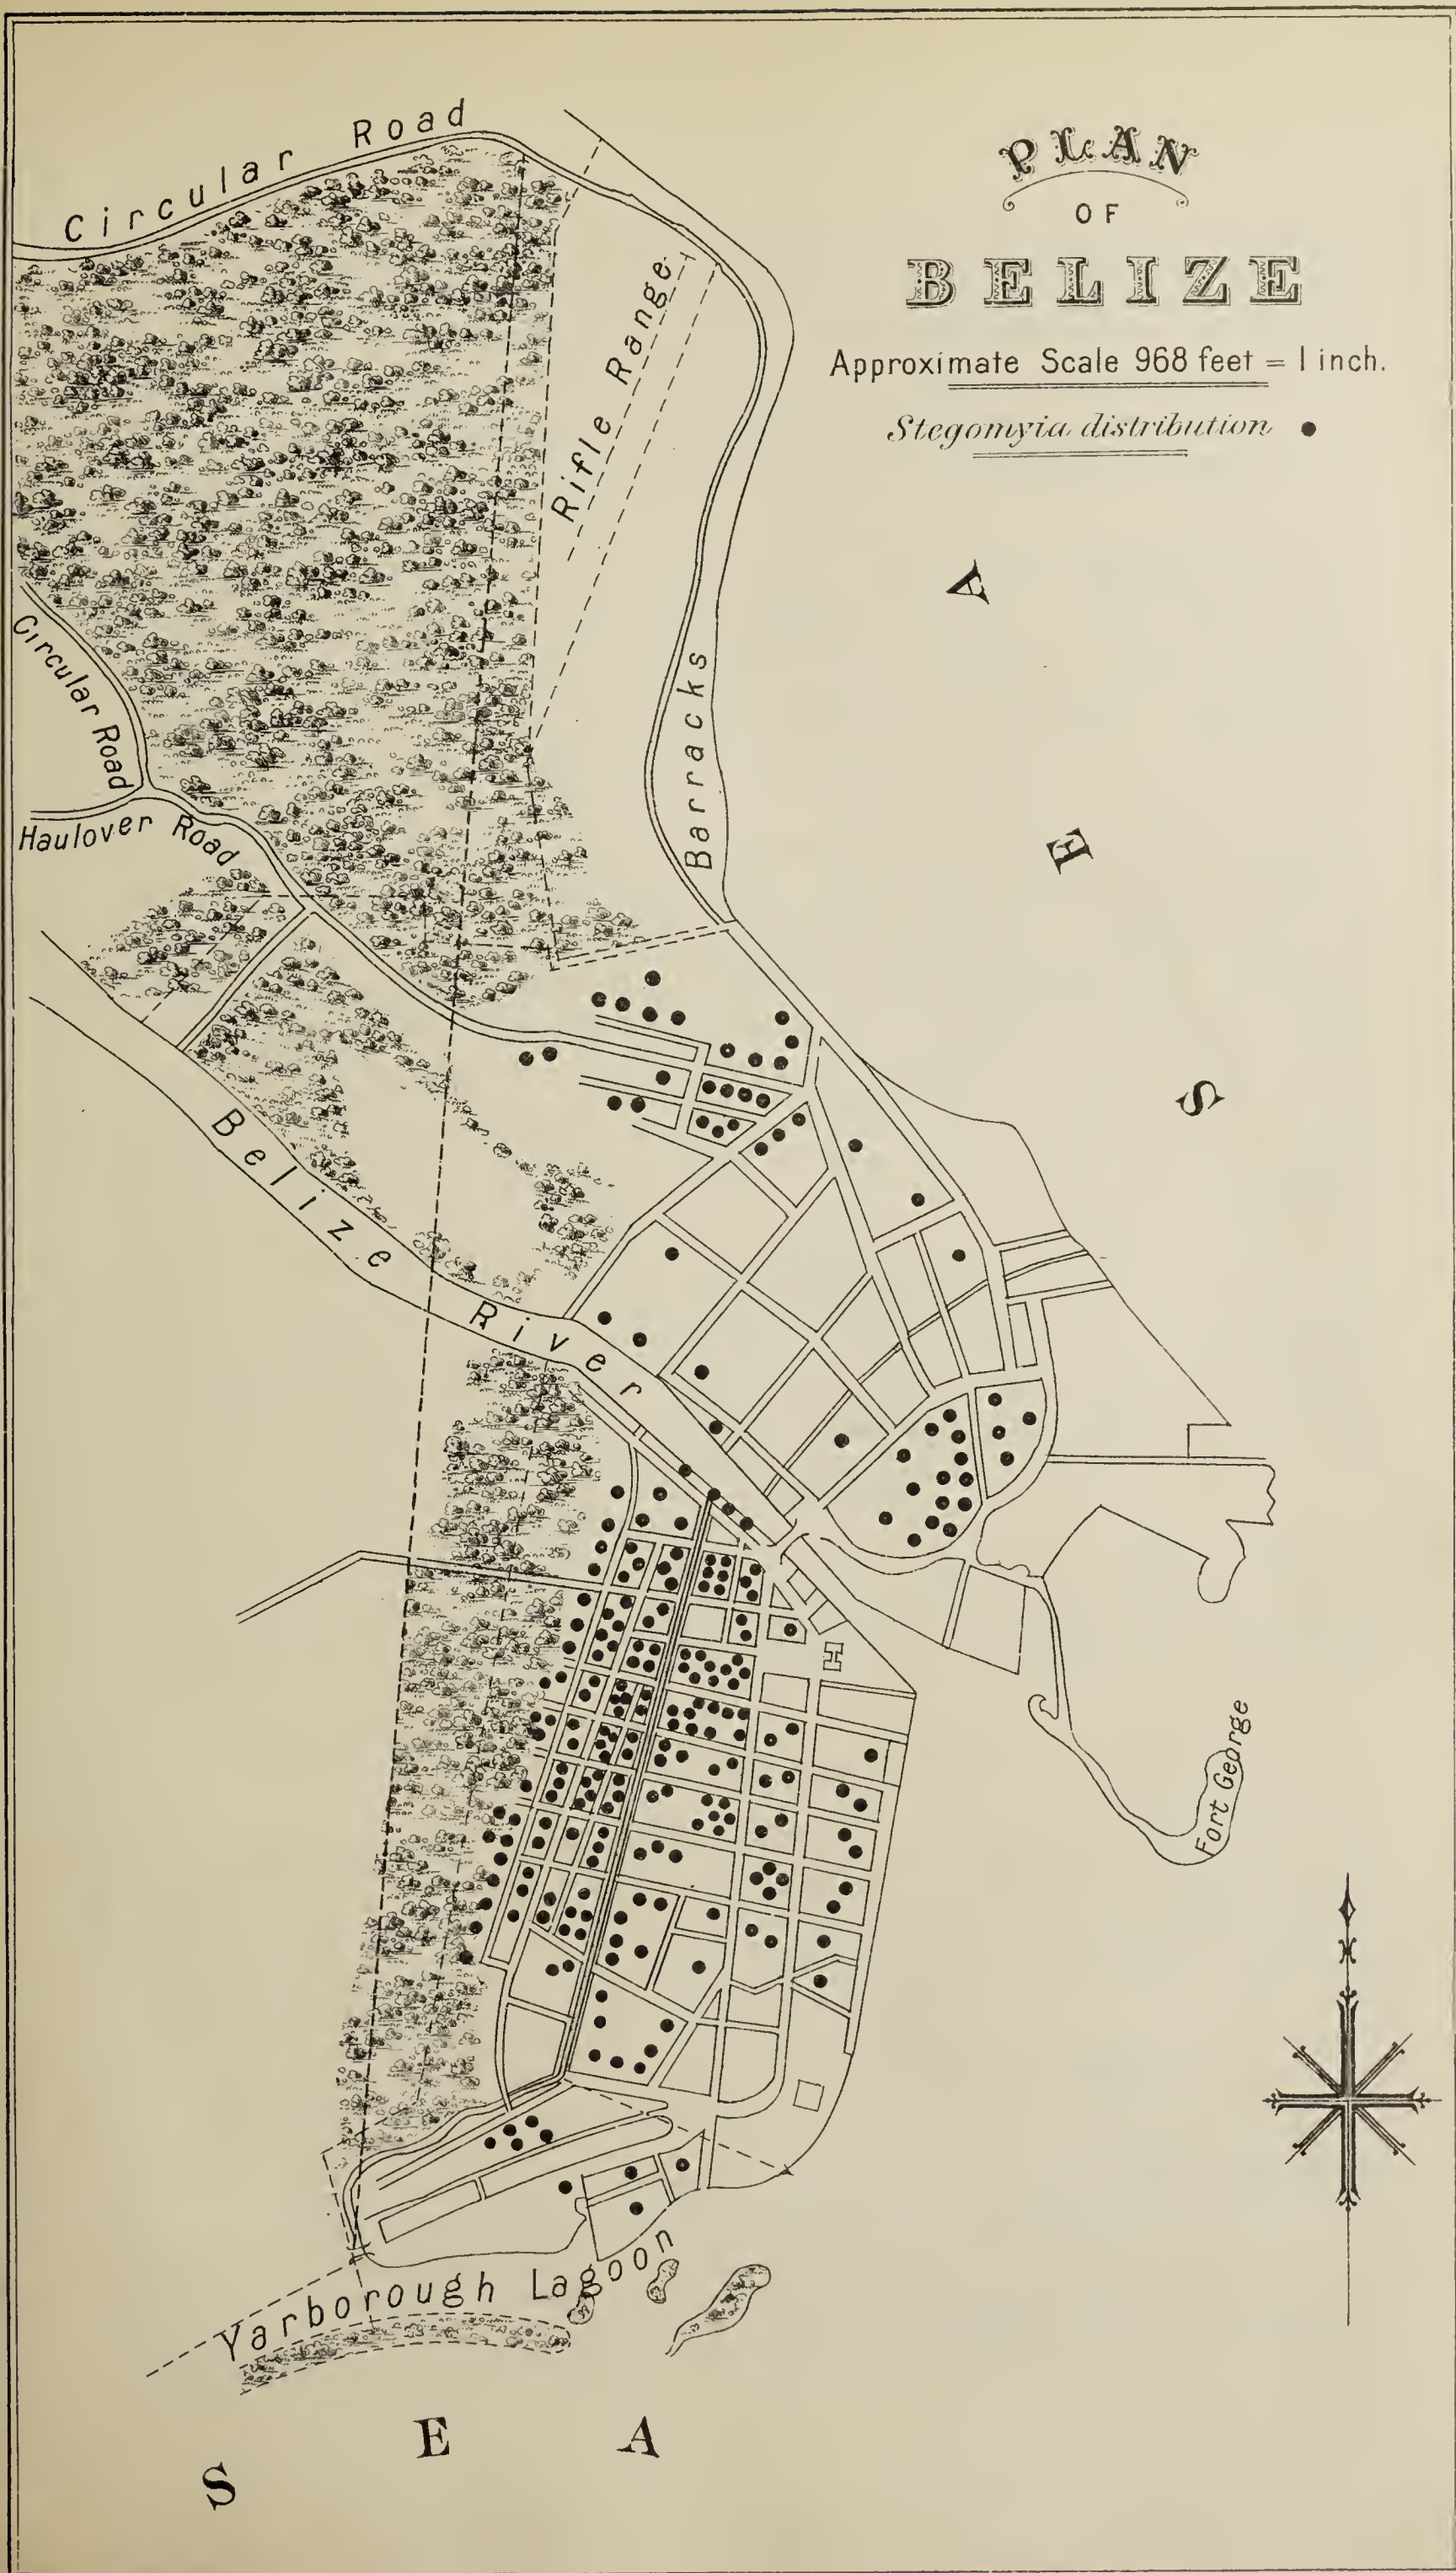 PLAN
OF
BELIZE
Approximate Scale 968 feet = 1 inch.
Stegomyia distribution
Circular Road
Rifle Range
Barracks
Circular Road
Haulover Road
Belize River
SEA
Fort George
Yarborough Lagoon
SEA